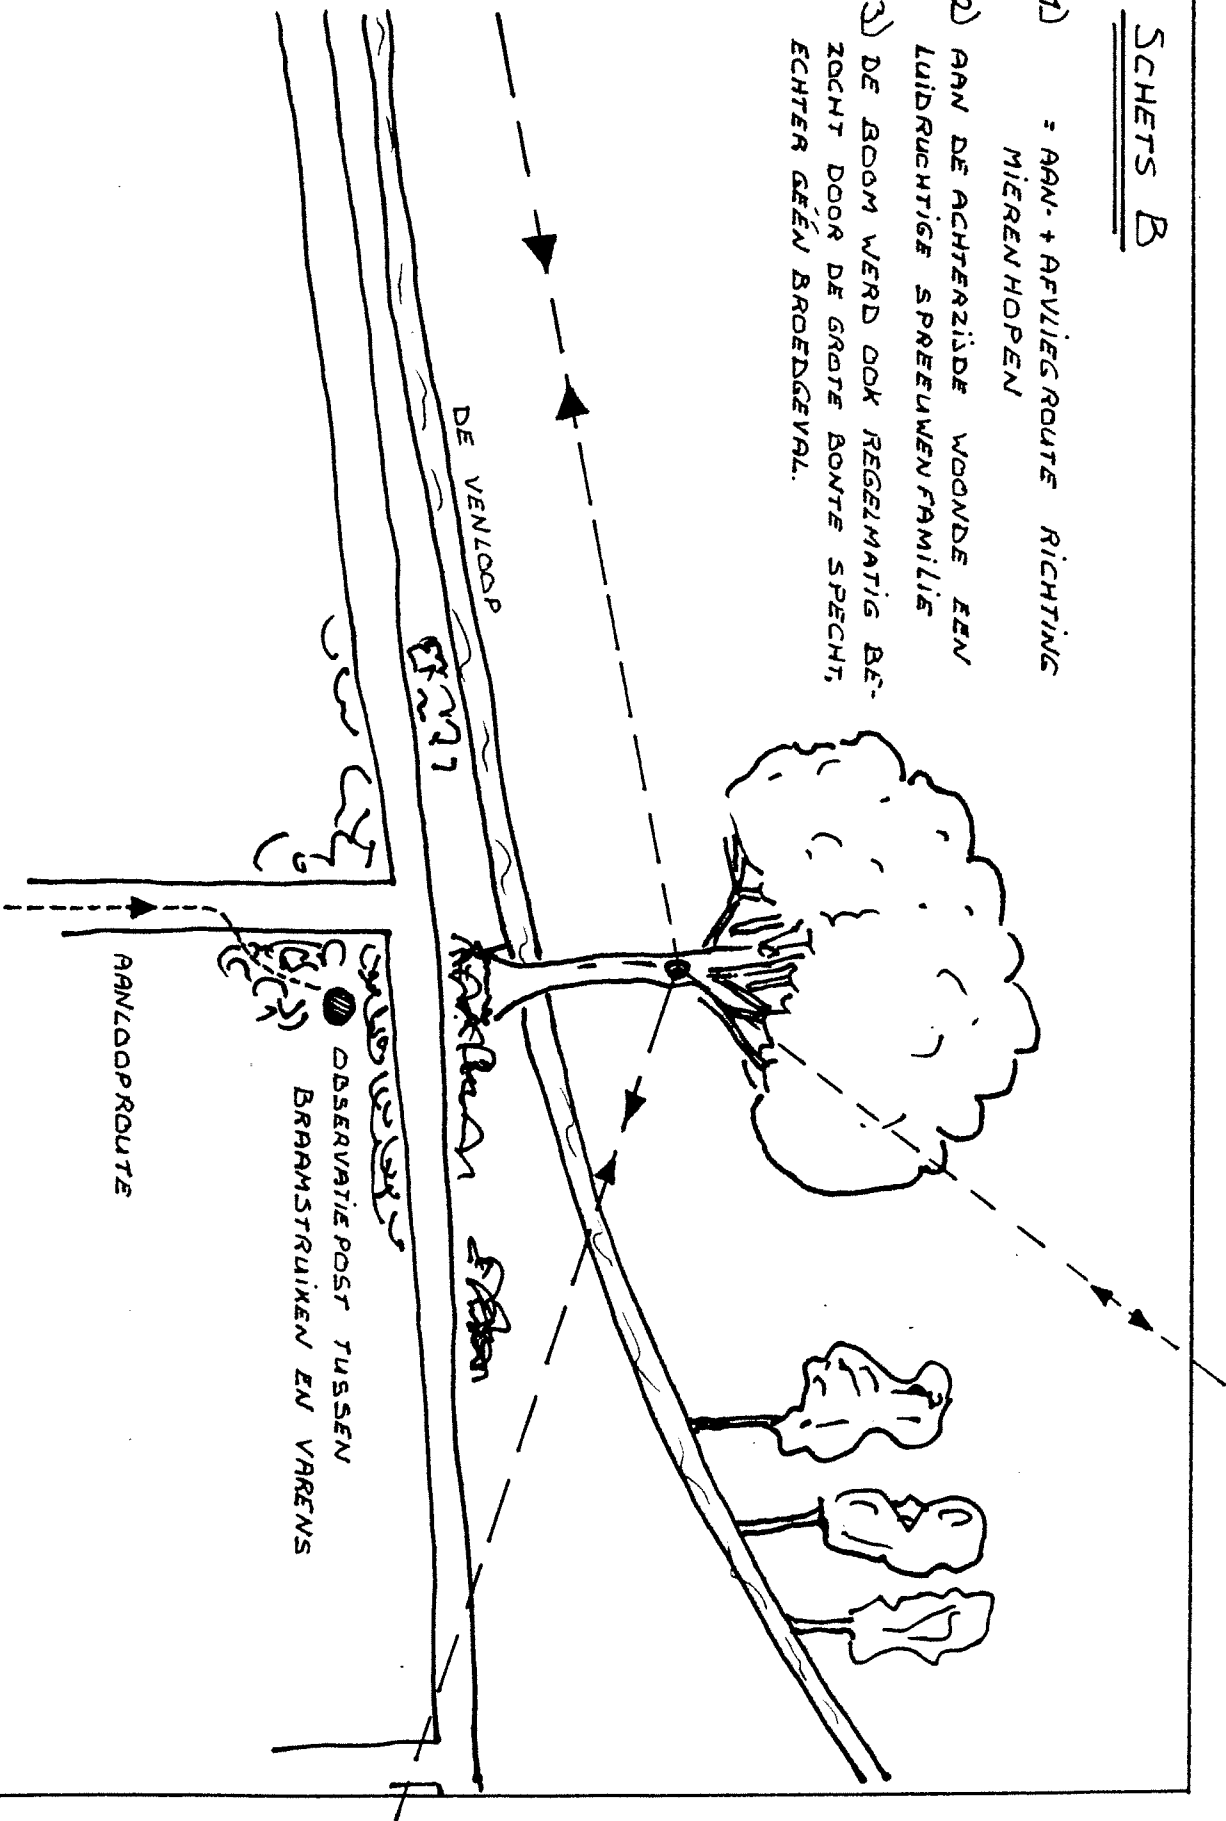 SCHETS B
1) = AAN- + AFVLIEGROUTE RICHTING
MIERENHOPEN
2) AAN DE ACHTERZIJDE WOONDE EEN
LUIDRUCHTIGE SPREEUWENFAMILIE
3) DE BOOM WERD OOK REGELMATIG BE-
ZOCHT DOOR DE GROTE BONTE SPECHT,
ECHTER GEÉN BROEDGEVAL.
DE VENLOOP
OBSERVATIEPOST TUSSEN
BRAAMSTRUIKEN EN VARENS
AANLOOPROUTE